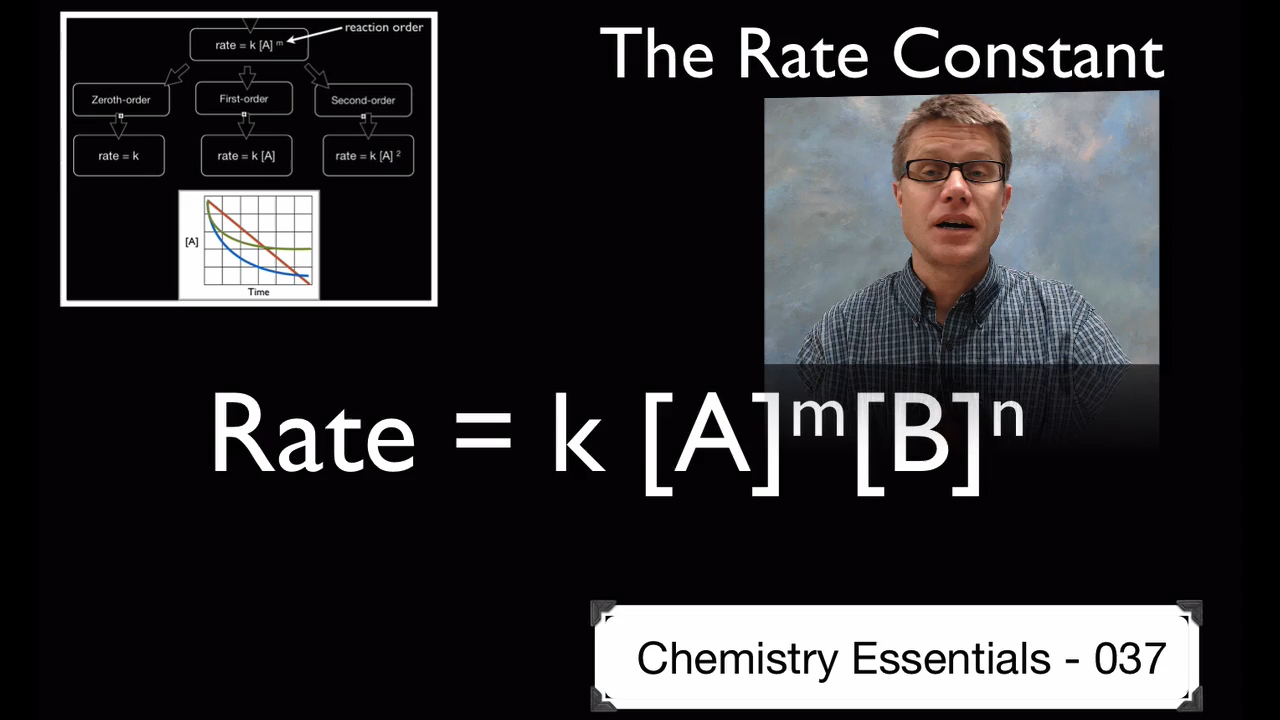 reaction order
rate = k [A] ᵐ
The Rate Constant
Zeroth-order
First-order
Second-order
rate = k
rate = k [A]
rate = k [A] ²
[A]
Time
Rate = k [A]ᵐ[B]ⁿ
Chemistry Essentials - 037